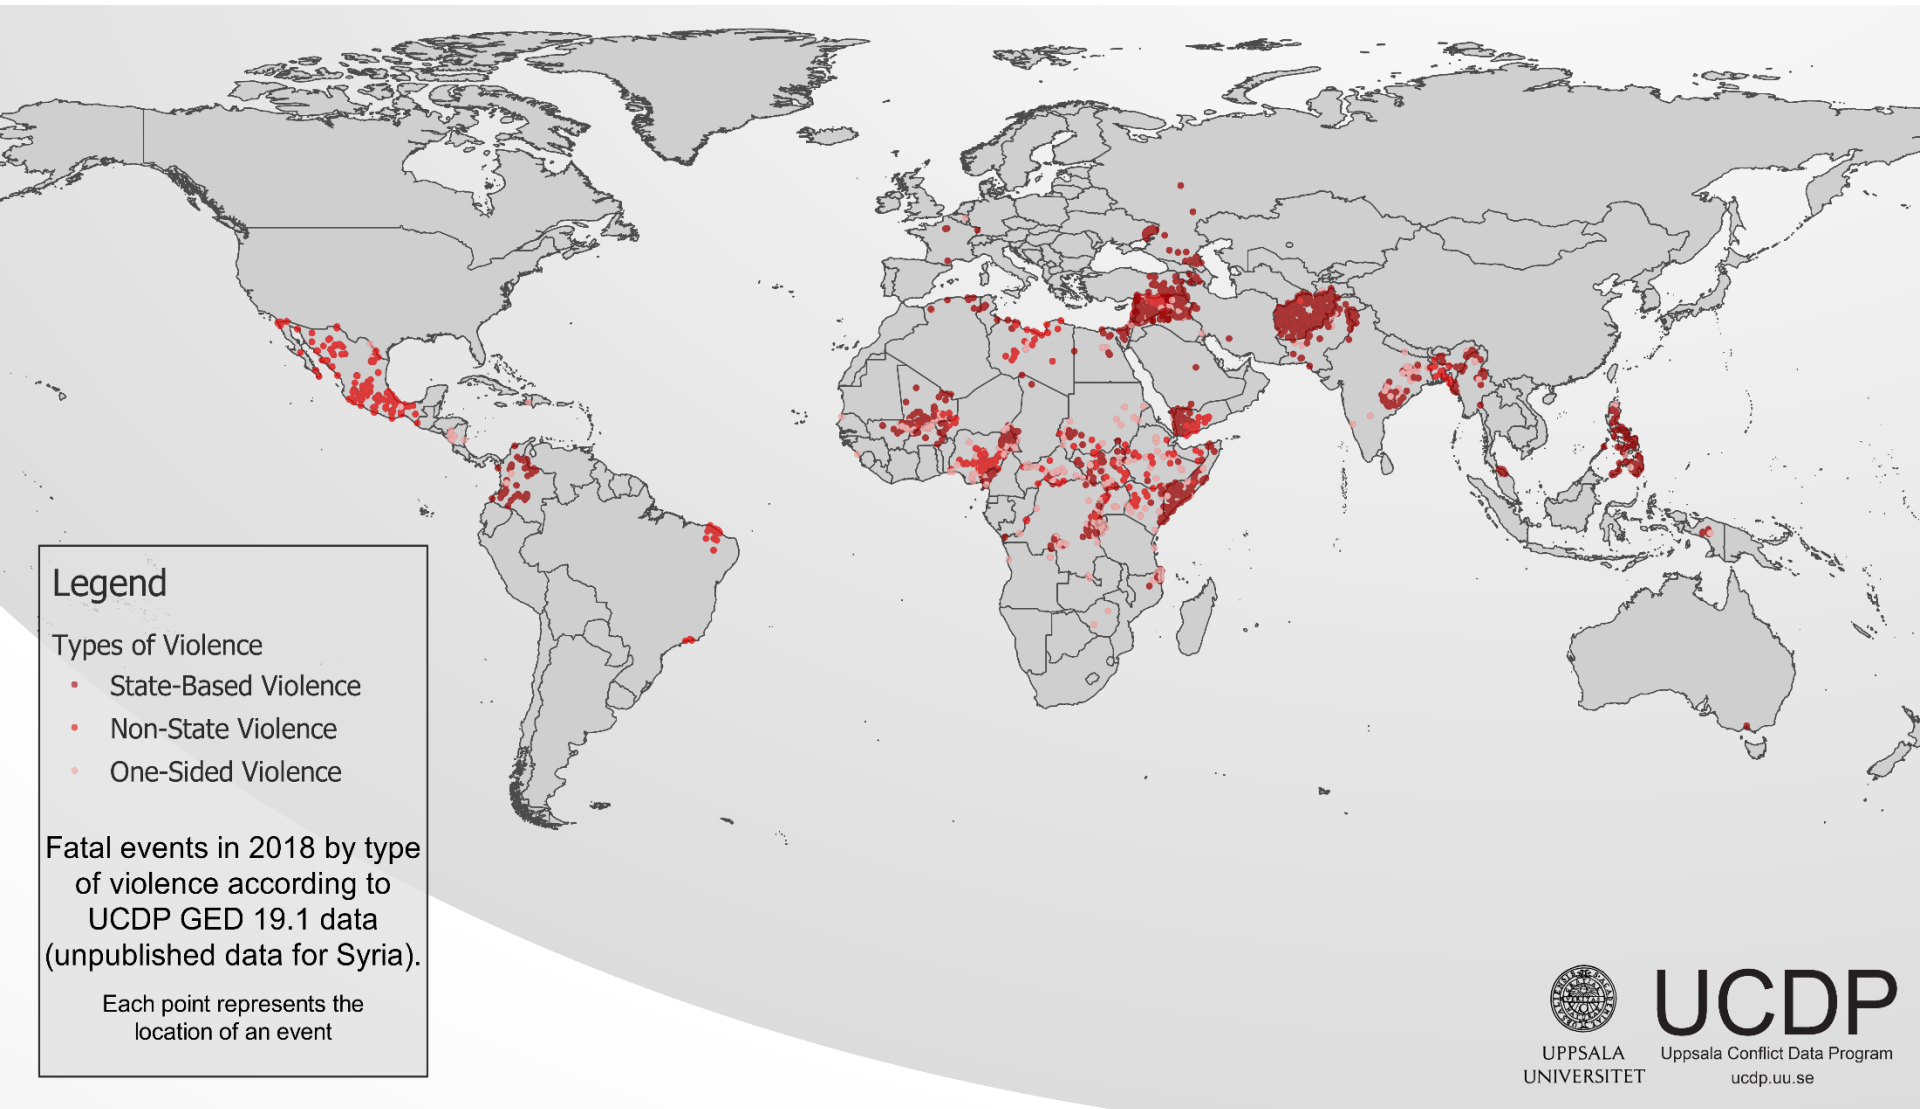 Legend
Types of Violence
State-Based Violence
Non-State Violence
One-Sided Violence
Fatal events in 2018 by type
of violence according to
UCDP GED 19.1 data
(unpublished data for Syria).
Each point represents the
location of an event
UPPSALA
UNIVERSITET
UCDP
Uppsala Conflict Data Program
ucdp.uu.se